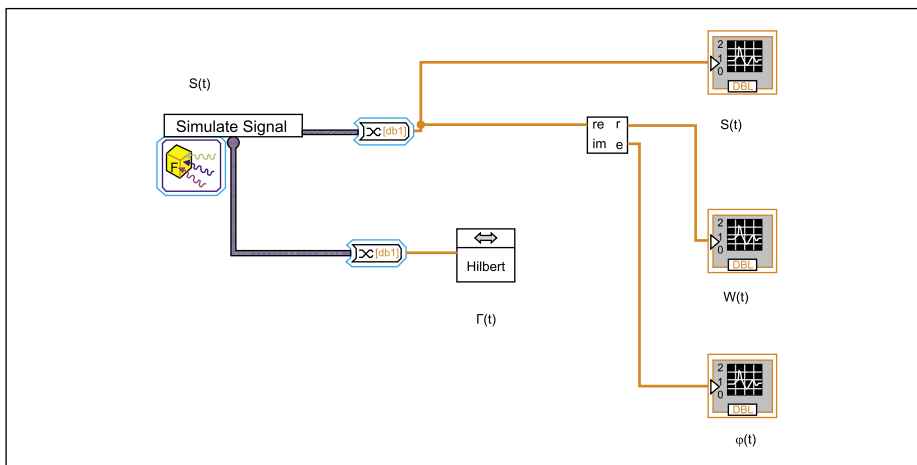 S(t)
Simulate Signal
F
[db1]
re r
im e
2
1
0
DBL
S(t)
[db1]
Hilbert
Γ(t)
2
1
0
DBL
W(t)
2
1
0
DBL
φ(t)